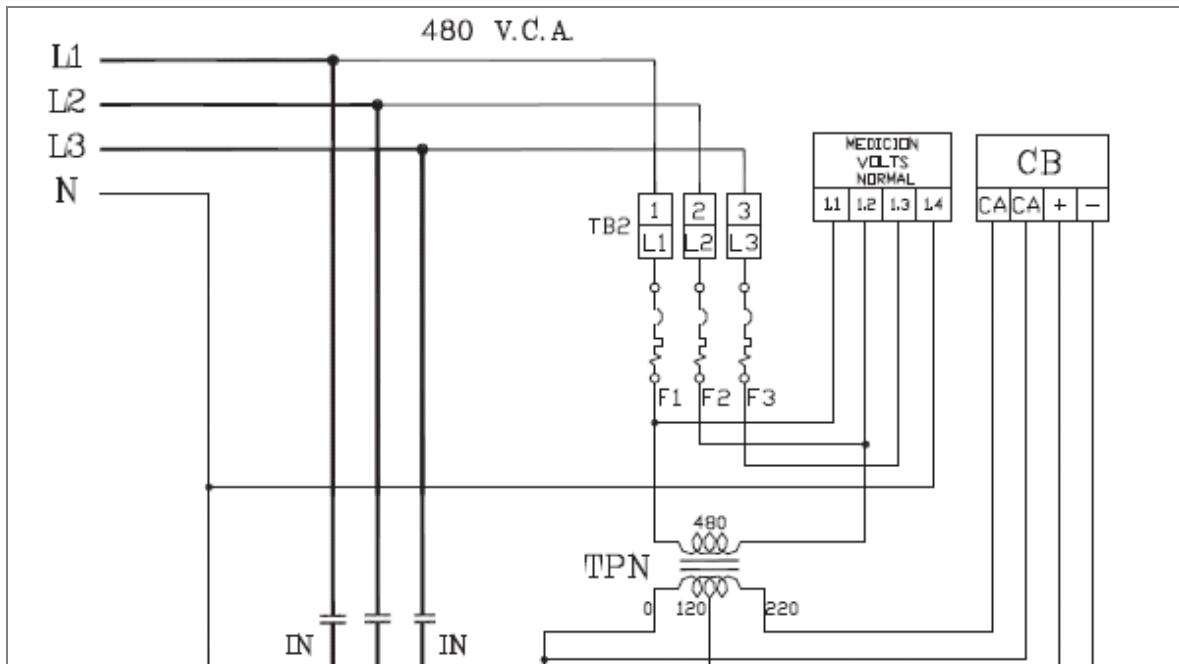 480 V.C.A.
L1
L2
L3
N
MEDICION
VOLTS
NORMAL
L1 L2 L3 L4
CB
CA CA + -
TB2
1 2 3
L1 L2 L3
F1 F2 F3
480
TPN
0 120 220
IN IN